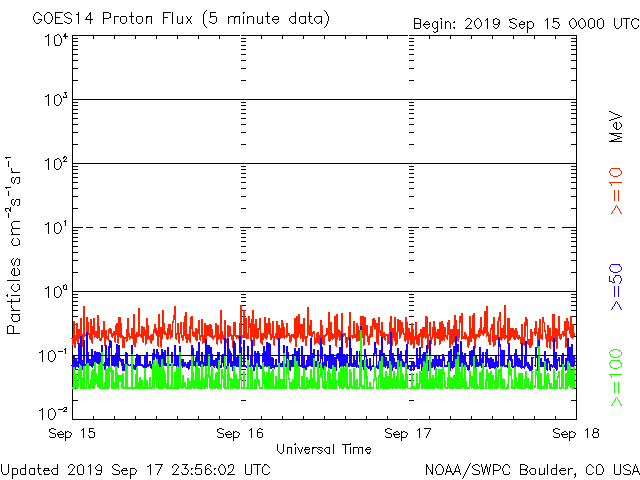 GOES14 Proton Flux (5 minute data)
Begin: 2019 Sep 15 0000 UTC
Particles cm⁻²s⁻¹sr⁻¹
10⁴
10³
10²
10¹
10⁰
10⁻¹
10⁻²
MeV
>=10
>=50
>=100
Sep 15 Sep 16 Sep 17 Sep 18
Universal Time
Updated 2019 Sep 17 23:56:02 UTC
NOAA/SWPC Boulder, CO USA